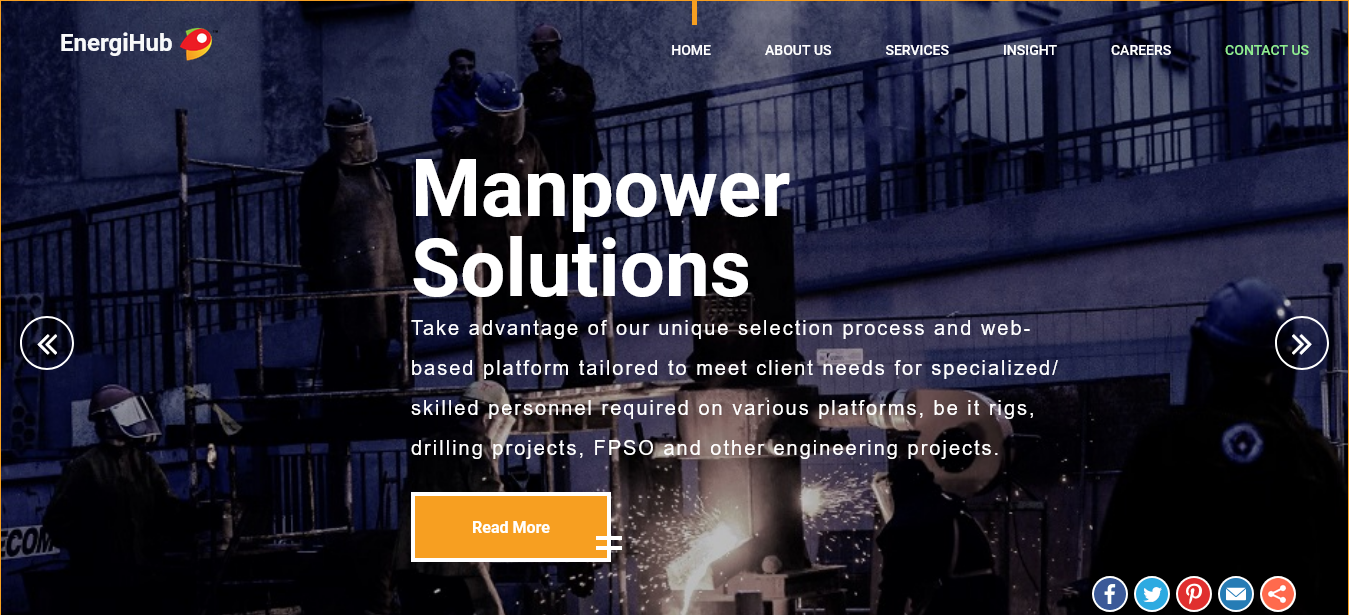 EnergiHub
HOME ABOUT US SERVICES INSIGHT CAREERS CONTACT US
Manpower
Solutions
Take advantage of our unique selection process and web-
based platform tailored to meet client needs for specialized/
skilled personnel required on various platforms, be it rigs,
drilling projects, FPSO and other engineering projects.
Read More
ECOM